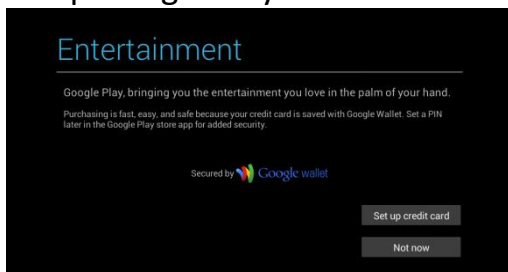 Entertainment
Google Play, bringing you the entertainment you love in the palm of your hand.
Purchasing is fast, easy, and safe because your credit card is saved with Google Wallet. Set a PIN
later in the Google Play store app for added security.
Secured by Google wallet
Set up credit card
Not now